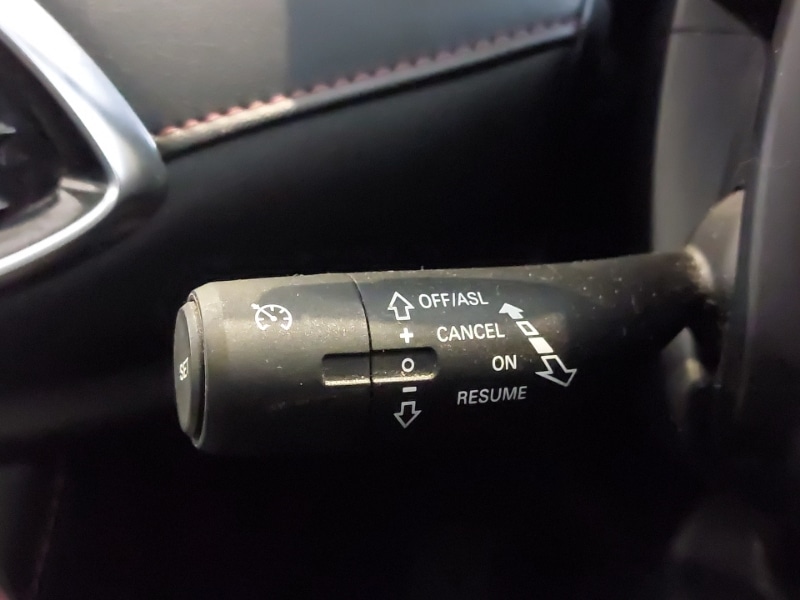 SET
OFF/ASL
+ CANCEL
O ON
- RESUME